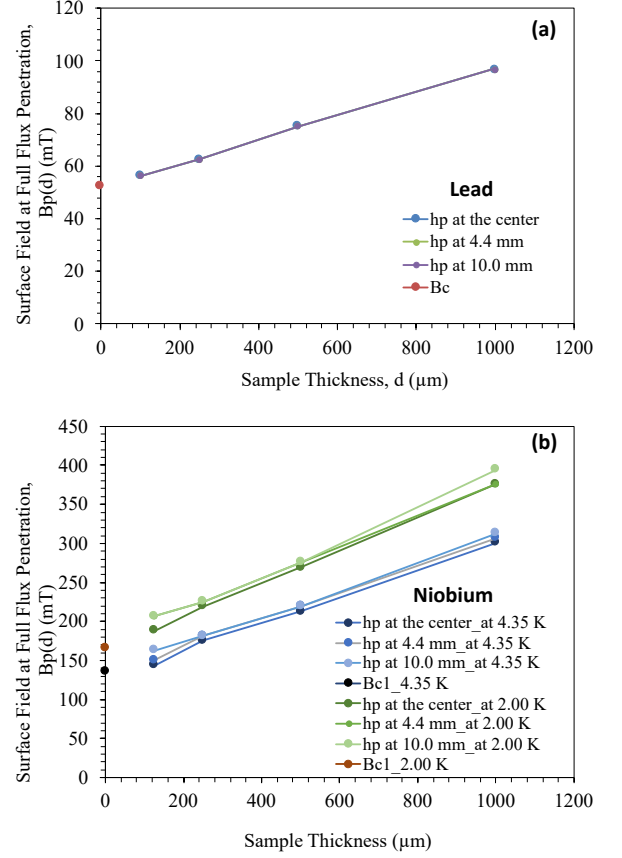 120
(a)
100
80
60
40
20
0
0 200 400 600 800 1000 1200
Surface Field at Full Flux Penetration,
Bp(d) (mT)
Sample Thickness, d (µm)
Lead
hp at the center
hp at 4.4 mm
hp at 10.0 mm
Bc
450
(b)
400
350
300
250
200
150
100
50
0
0 200 400 600 800 1000 1200
Surface Field at Full Flux Penetration,
Bp(d) (mT)
Sample Thickness (µm)
Niobium
hp at the center_at 4.35 K
hp at 4.4 mm_at 4.35 K
hp at 10.0 mm_at 4.35 K
Bc1_4.35 K
hp at the center_at 2.00 K
hp at 4.4 mm_at 2.00 K
hp at 10.0 mm_at 2.00 K
Bc1_2.00 K